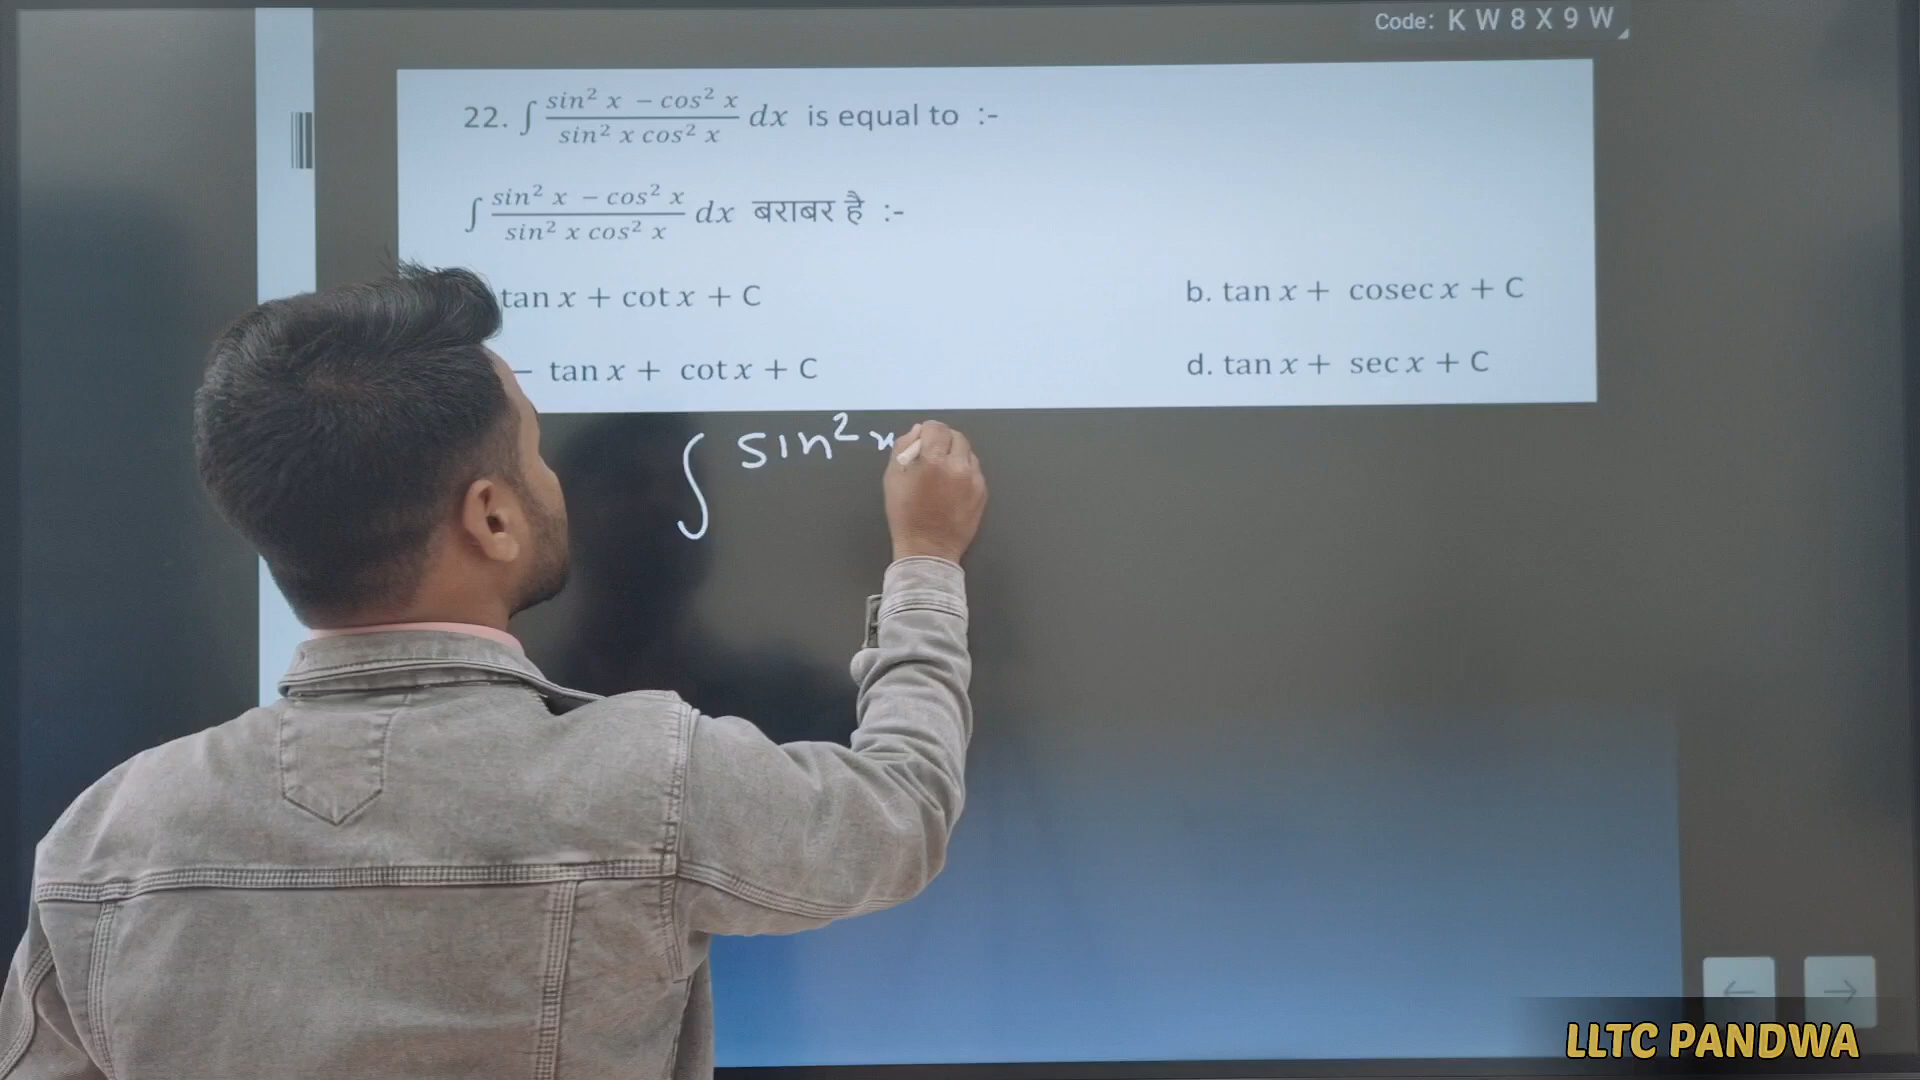 Code: K W 8 X 9 W
22. ∫ (sin² x − cos² x)/(sin² x cos² x) dx is equal to :-
∫ (sin² x − cos² x)/(sin² x cos² x) dx बराबर है :-
tan x + cot x + C
b. tan x + cosec x + C
− tan x + cot x + C
d. tan x + sec x + C
∫ sin² x
LLTC PANDWA